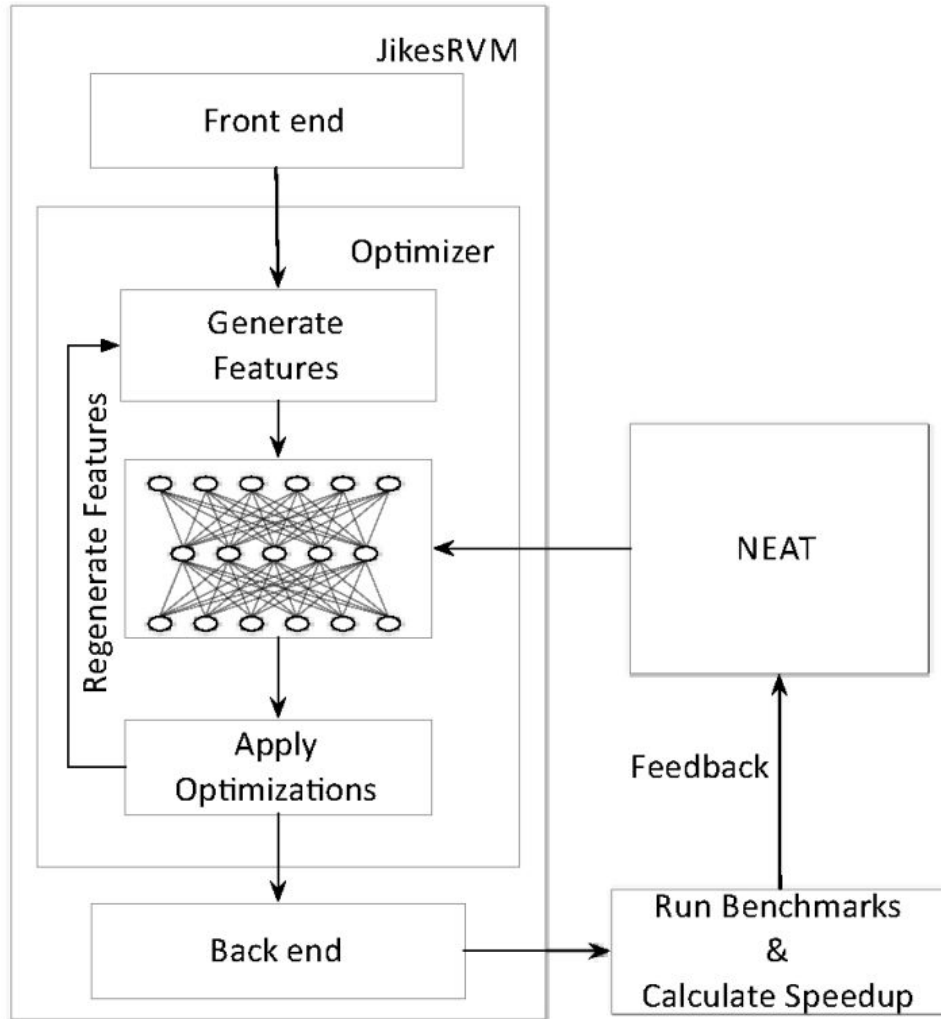 JikesRVM
Front end
Optimizer
Generate
Features
Regenerate Features
NEAT
Apply
Optimizations
Feedback
Back end
Run Benchmarks
&
Calculate Speedup